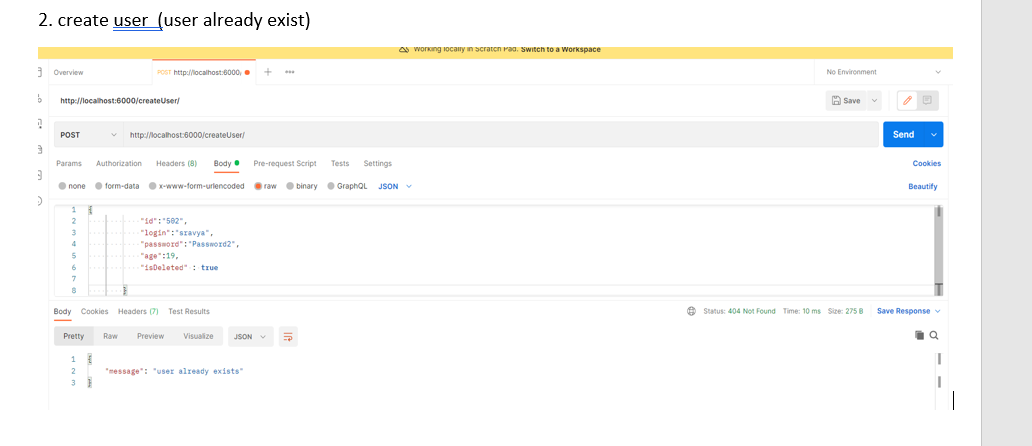 2. create user (user already exist)
Working locally in Scratch Pad. Switch to a Workspace
Overview
POST http://localhost:6000/
No Environment
http://localhost:6000/createUser/
Save
POST
http://localhost:6000/createUser/
Send
Params Authorization Headers (8) Body Pre-request Script Tests Settings
Cookies
none form-data x-www-form-urlencoded raw binary GraphQL JSON
Beautify
1 {
2 "id":"502",
3 "login":"sravya",
4 "password":"Password2",
5 "age":19,
6 "isDeleted" : true
7
8 }
Body Cookies Headers (7) Test Results
Status: 404 Not Found Time: 10 ms Size: 275 B Save Response
Pretty Raw Preview Visualize JSON
1 {
2 "message": "user already exists"
3 }